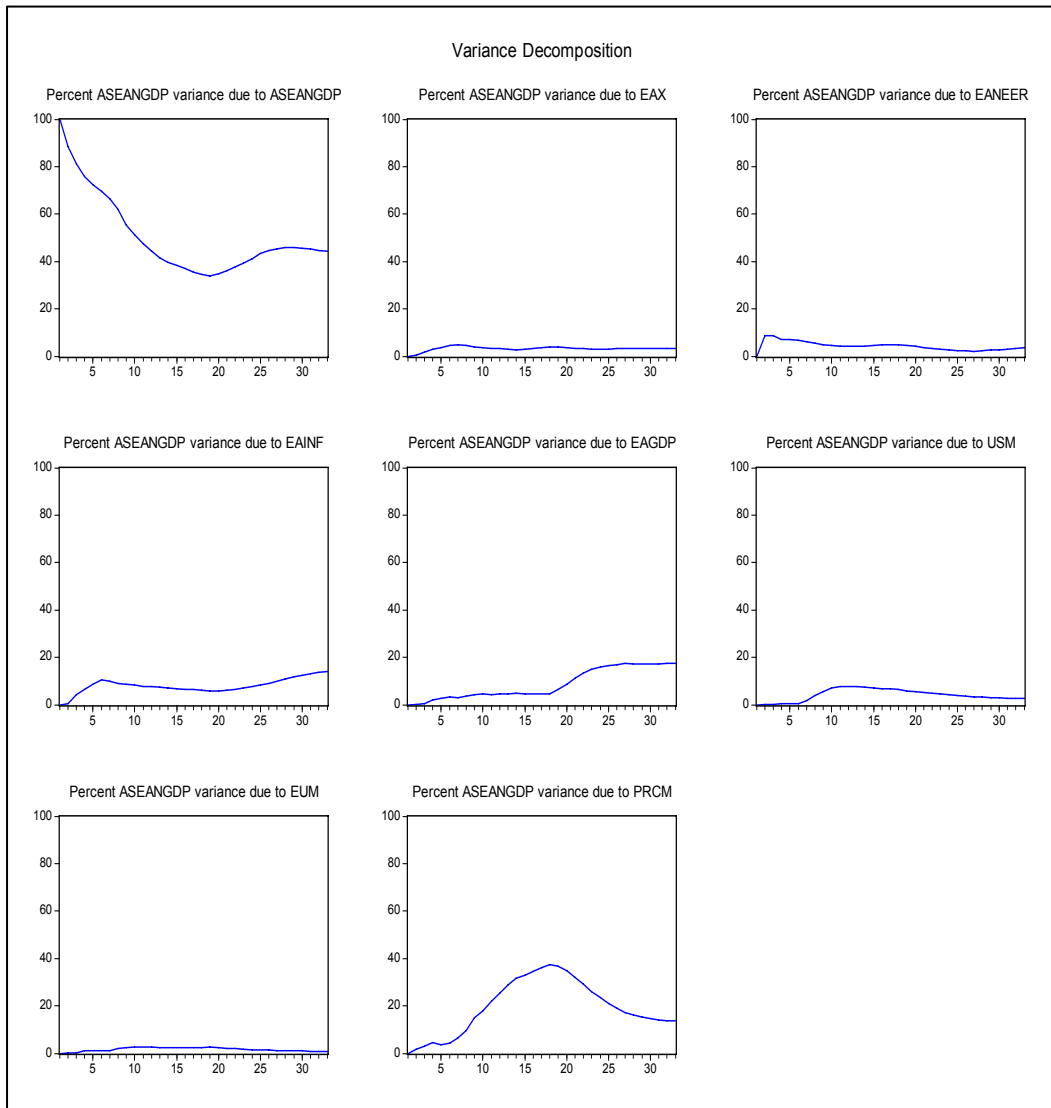 Variance Decomposition
Percent ASEANGDP variance due to ASEANGDP
100
80
60
40
20
0
5 10 15 20 25 30
Percent ASEANGDP variance due to EAX
100
80
60
40
20
0
5 10 15 20 25 30
Percent ASEANGDP variance due to EANEER
100
80
60
40
20
0
5 10 15 20 25 30
Percent ASEANGDP variance due to EAINF
100
80
60
40
20
0
5 10 15 20 25 30
Percent ASEANGDP variance due to EAGDP
100
80
60
40
20
0
5 10 15 20 25 30
Percent ASEANGDP variance due to USM
100
80
60
40
20
0
5 10 15 20 25 30
Percent ASEANGDP variance due to EUM
100
80
60
40
20
0
5 10 15 20 25 30
Percent ASEANGDP variance due to PRCM
100
80
60
40
20
0
5 10 15 20 25 30